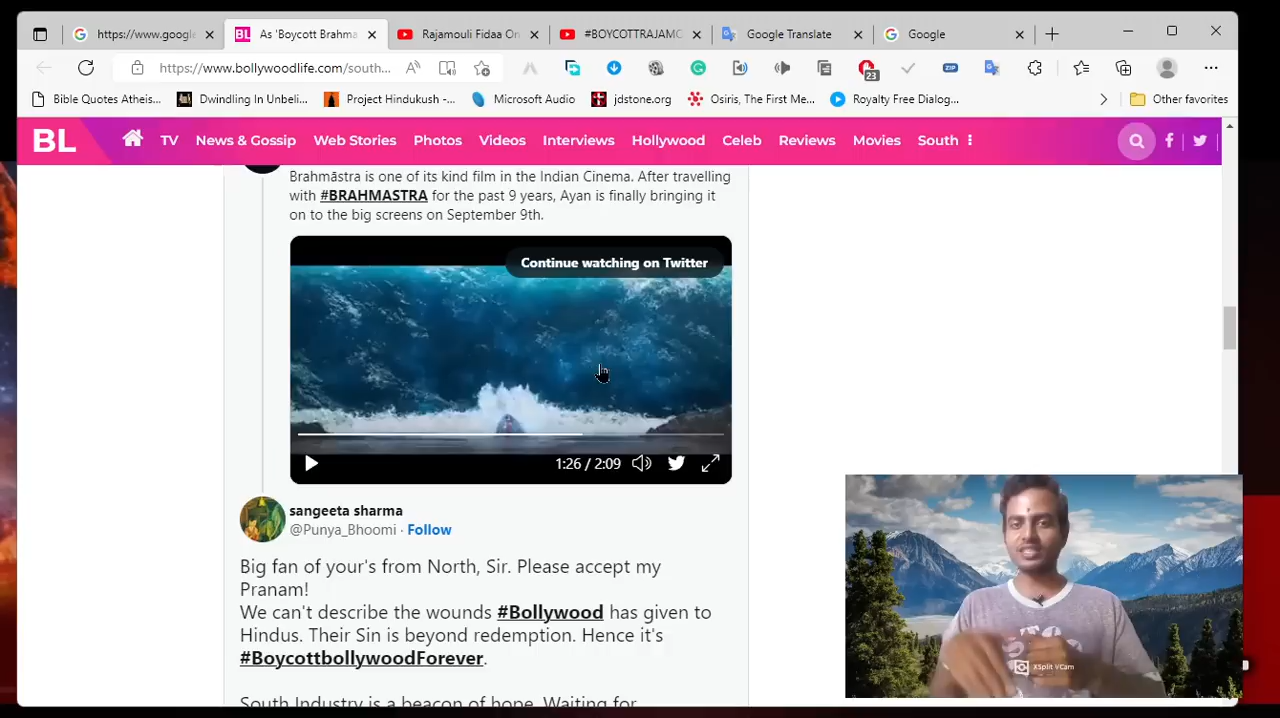 https://www.google
As 'Boycott Brahma
Rajamouli Fidaa On
#BOYCOTTRAJAMO
Google Translate
Google
https://www.bollywoodlife.com/south...
23
ZIP
Bible Quotes Atheis...
Dwindling In Unbeli...
Project Hindukush -...
Microsoft Audio
jdstone.org
Osiris, The First Me...
Royalty Free Dialog...
Other favorites
BL
TV
News & Gossip
Web Stories
Photos
Videos
Interviews
Hollywood
Celeb
Reviews
Movies
South
Brahmāstra is one of its kind film in the Indian Cinema. After travelling
with #BRAHMASTRA for the past 9 years, Ayan is finally bringing it
on to the big screens on September 9th.
Continue watching on Twitter
1:26 / 2:09
sangeeta sharma
@Punya_Bhoomi · Follow
Big fan of your's from North, Sir. Please accept my
Pranam!
We can't describe the wounds #Bollywood has given to
Hindus. Their Sin is beyond redemption. Hence it's
#BoycottbollywoodForever.
South Industry is a beacon of hope. Waiting for
XSplit VCam